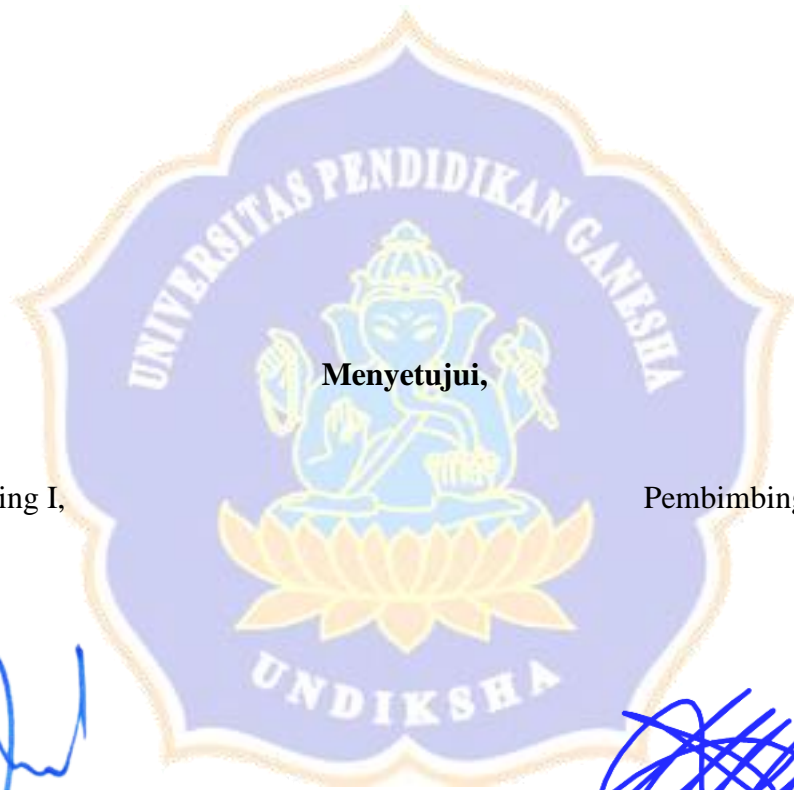 UNIVERSITAS PENDIDIKAN GANESHA
Menyetujui,
ing I,
Pembimbing
UNDIKSHA